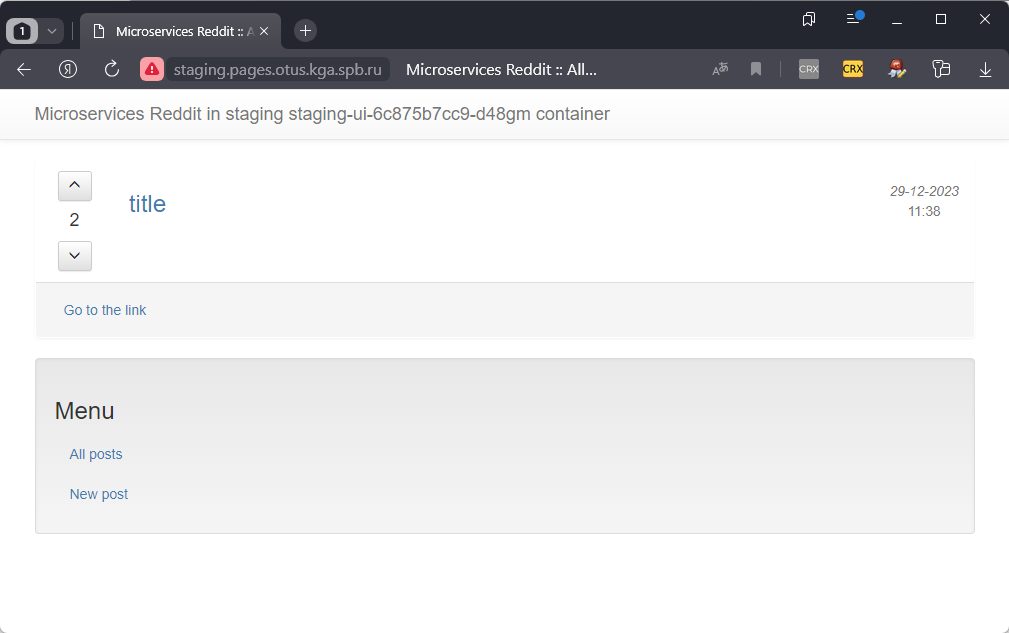 1
Microservices Reddit :: A
staging.pages.otus.kga.spb.ru Microservices Reddit :: All...
CRX CRX
Microservices Reddit in staging staging-ui-6c875b7cc9-d48gm container
title
29-12-2023
11:38
2
Go to the link
Menu
All posts
New post